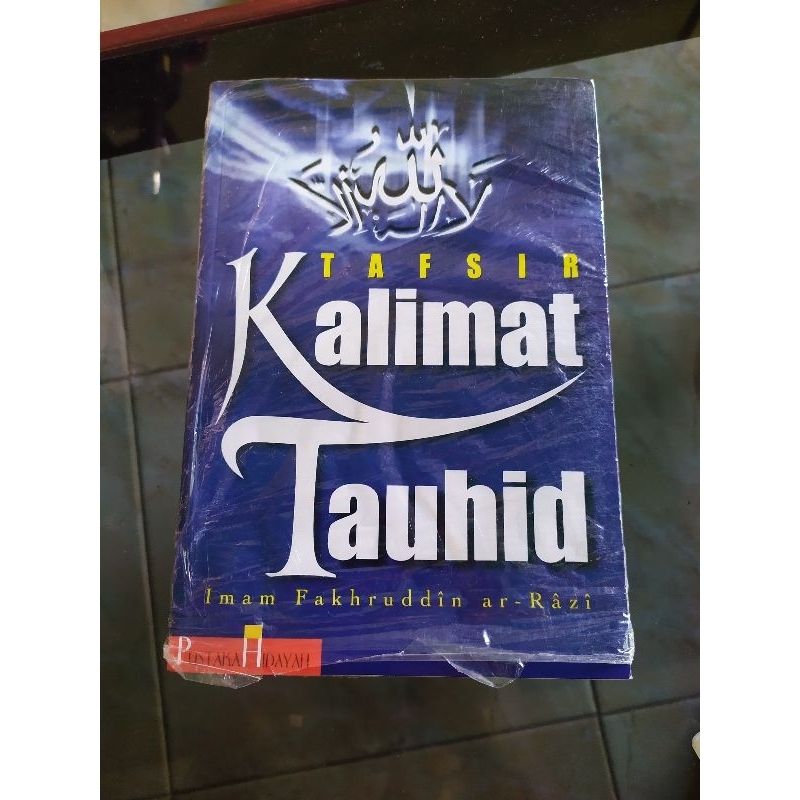 لا إله إلا الله
TAFSIR
Kalimat
Tauhid
Imam Fakhruddîn ar-Râzî
PUSTAKA HIDAYAH